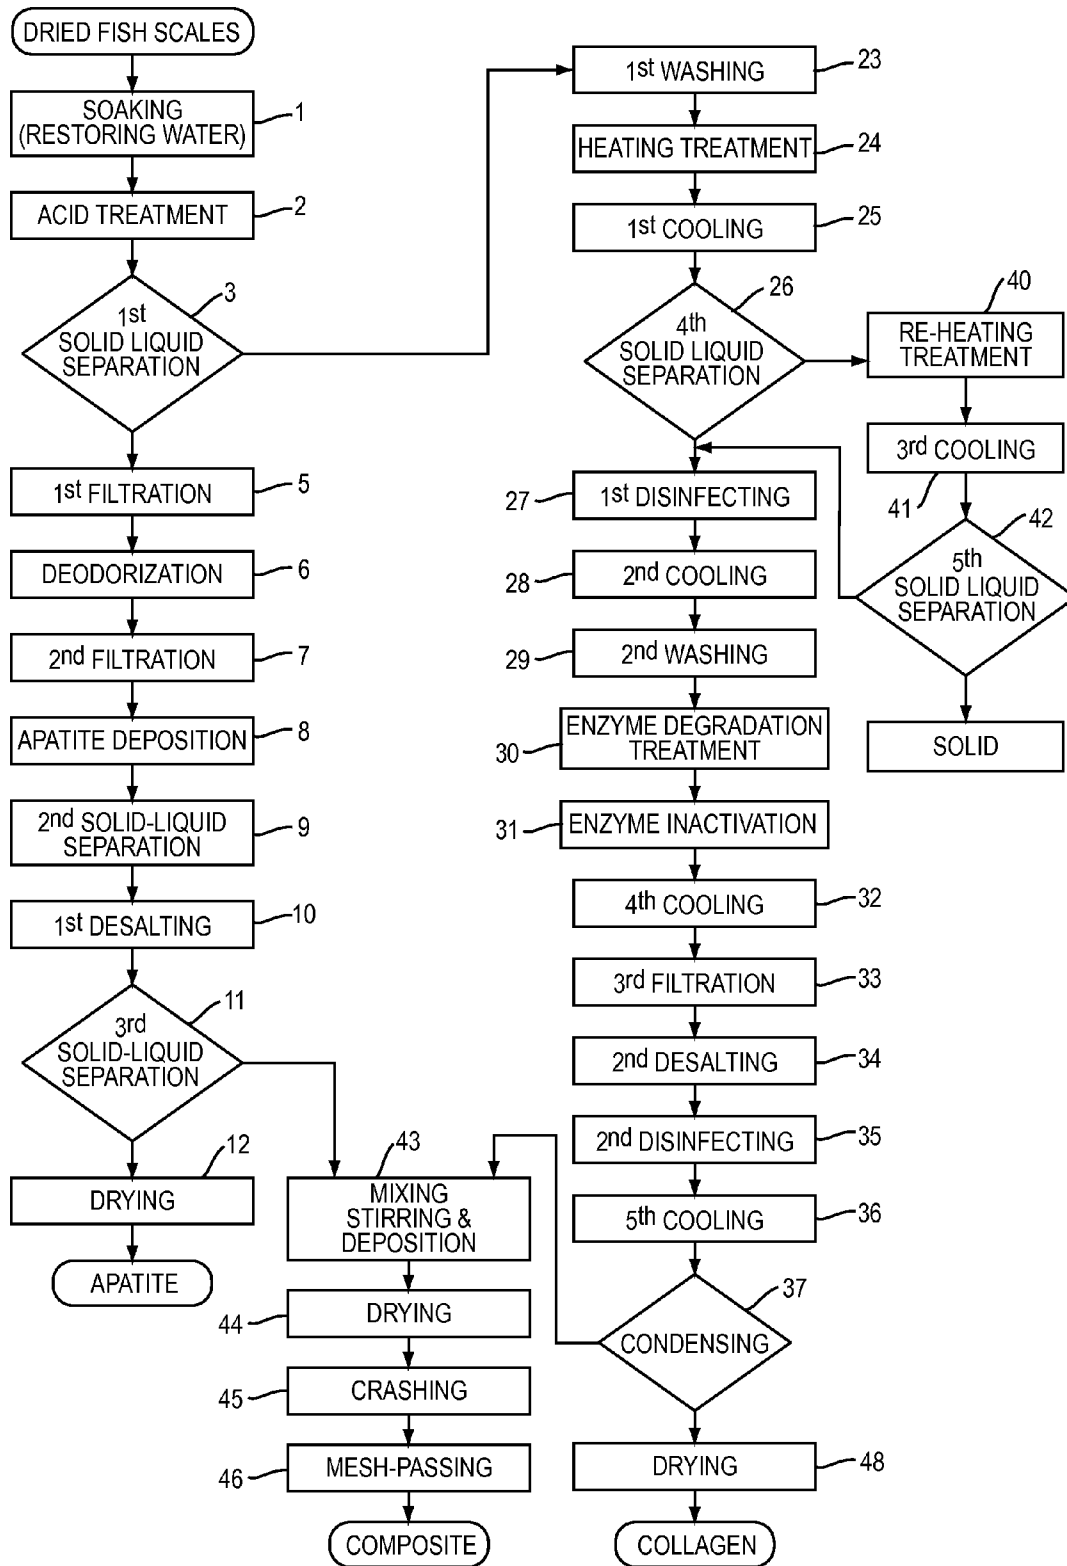 DRIED FISH SCALES
SOAKING
(RESTORING WATER)
1
ACID TREATMENT
2
1st
SOLID LIQUID
SEPARATION
3
1st FILTRATION
5
DEODORIZATION
6
2nd FILTRATION
7
APATITE DEPOSITION
8
2nd SOLID-LIQUID
SEPARATION
9
1st DESALTING
10
3rd
SOLID-LIQUID
SEPARATION
11
DRYING
12
APATITE
1st WASHING
23
HEATING TREATMENT
24
1st COOLING
25
4th
SOLID LIQUID
SEPARATION
26
RE-HEATING
TREATMENT
40
3rd COOLING
41
5th
SOLID LIQUID
SEPARATION
42
SOLID
1st DISINFECTING
27
2nd COOLING
28
2nd WASHING
29
ENZYME DEGRADATION
TREATMENT
30
ENZYME INACTIVATION
31
4th COOLING
32
3rd FILTRATION
33
2nd DESALTING
34
2nd DISINFECTING
35
5th COOLING
36
CONDENSING
37
DRYING
48
COLLAGEN
43
MIXING
STIRRING &
DEPOSITION
DRYING
44
CRASHING
45
MESH-PASSING
46
COMPOSITE